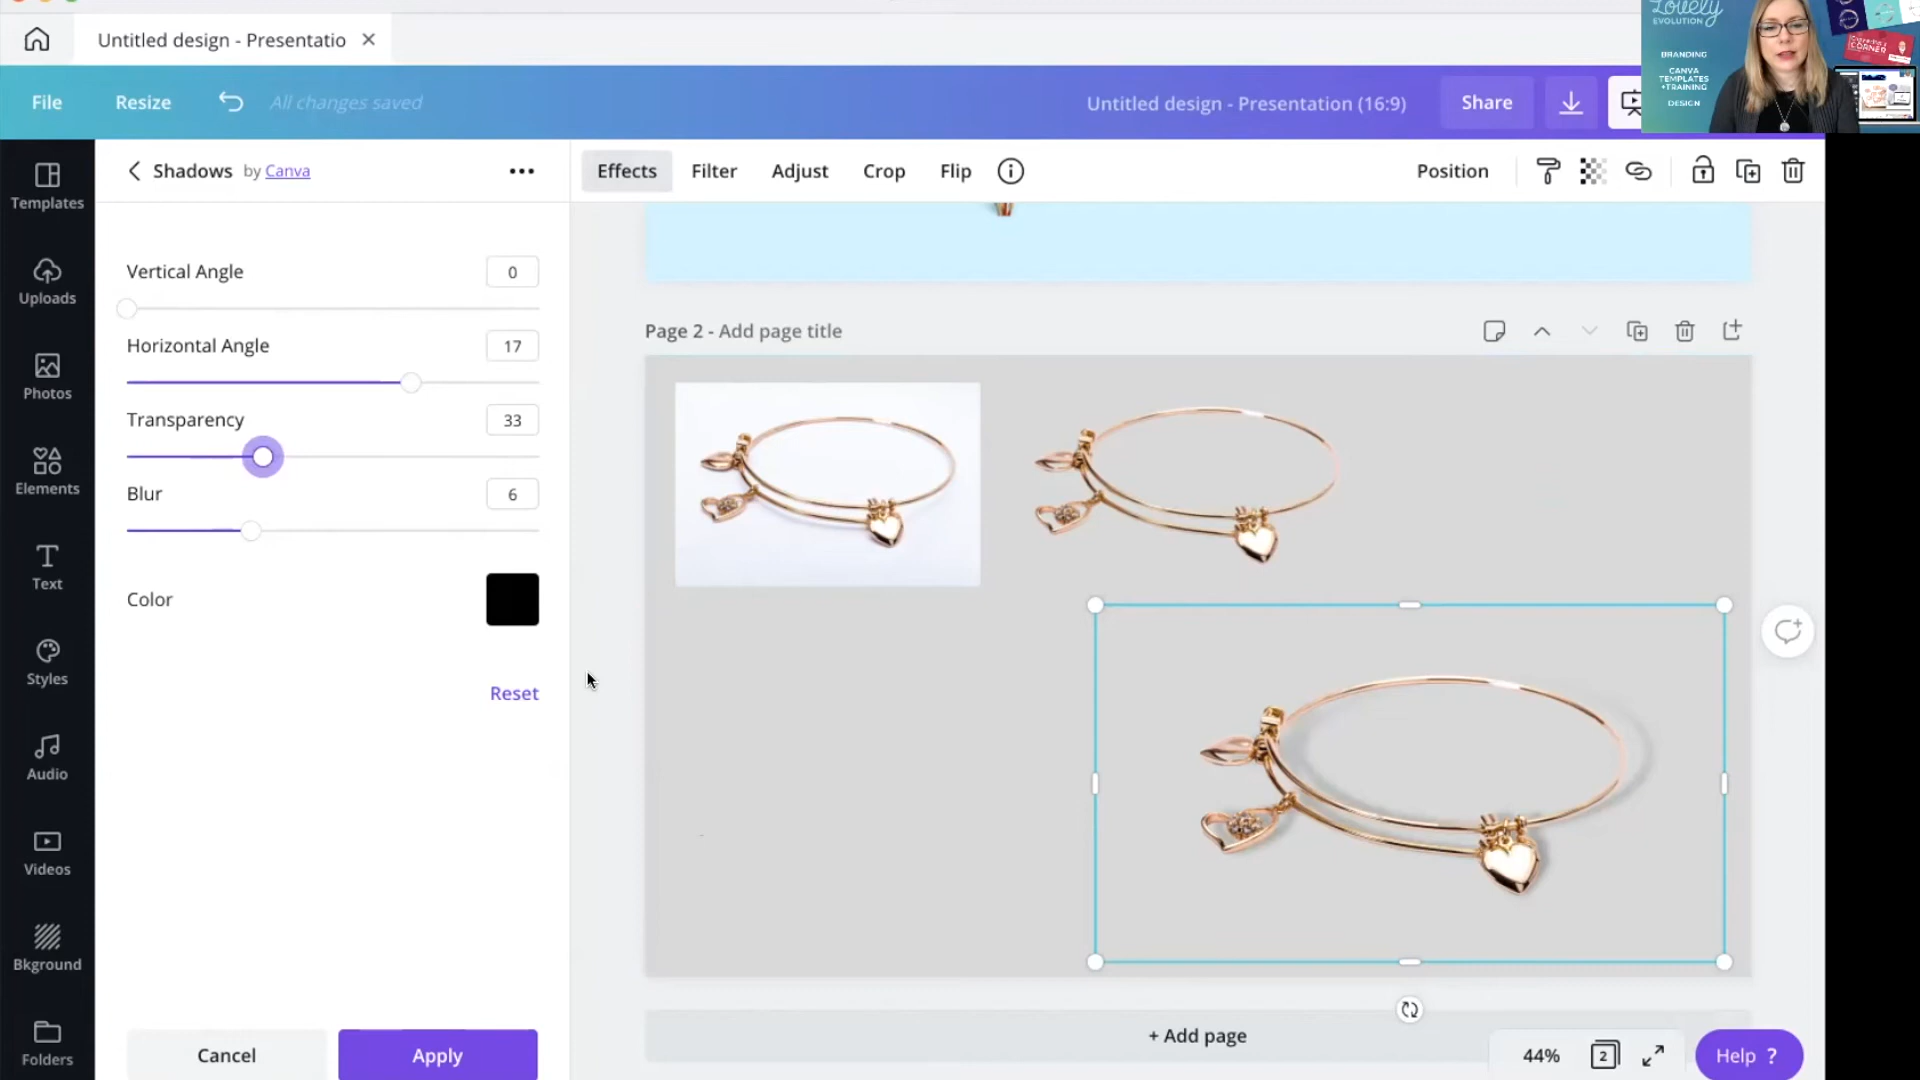 Untitled design - Presentatio
File
Resize
All changes saved
Untitled design - Presentation (16:9)
Share
Lovely
EVOLUTION
BRANDING
CANVA
TEMPLATES
+TRAINING
DESIGN
CORNER
Templates
Uploads
Photos
Elements
Text
Styles
Audio
Videos
Bkground
Folders
Shadows by Canva
Vertical Angle 0
Horizontal Angle 17
Transparency 33
Blur 6
Color
Reset
Cancel
Apply
Effects
Filter
Adjust
Crop
Flip
Position
Page 2 - Add page title
+ Add page
44%
2
Help ?